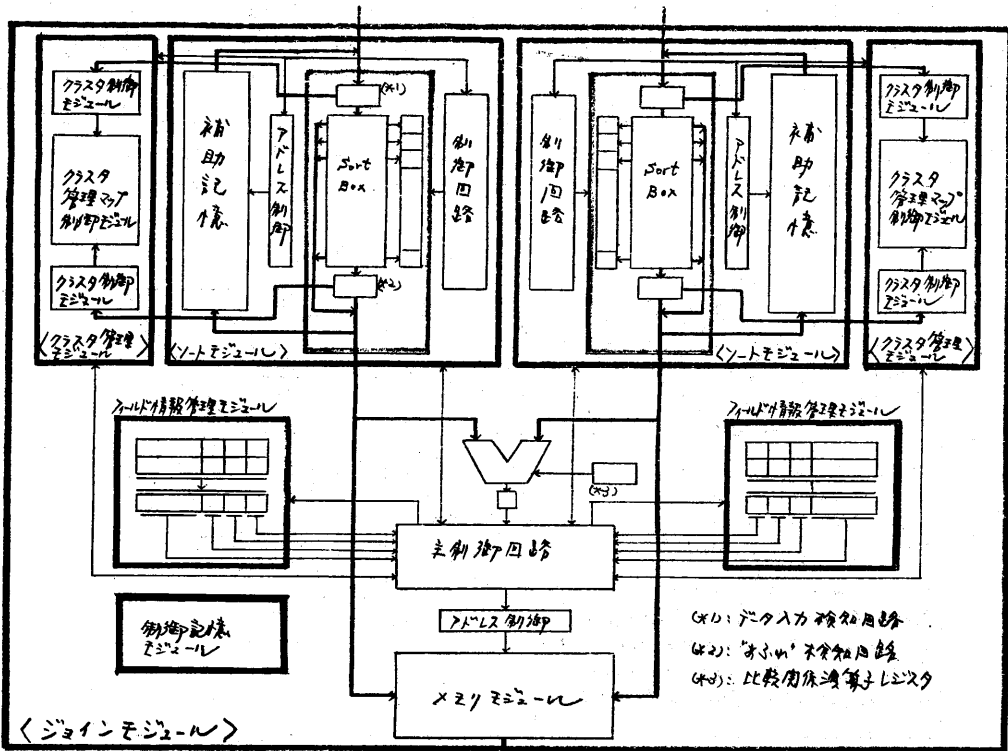 クラスタ制御
モジュール
クラスタ
管理マップ
制御モジュール
クラスタ制御
モジュール
〈クラスタ管理
モジュール〉
補助記憶
アドレス制御
(*1)
Sort
Box
(*2)
制御回路
〈ソートモジュール〉
制御回路
Sort
Box
アドレス制御
補助記憶
〈ソートモジュール〉
クラスタ制御
モジュール
クラスタ
管理マップ
制御モジュール
クラスタ制御
モジュール
〈クラスタ管理
モジュール〉
フィールド情報管理モジュール
フィールド情報管理モジュール
(*3)
主制御回路
アドレス制御
メモリモジュール
制御記憶
モジュール
(*1): データ入力検知回路
(*2): "あふれ" 検知回路
(*3): 比較関係演算子レジスタ
〈ジョインモジュール〉